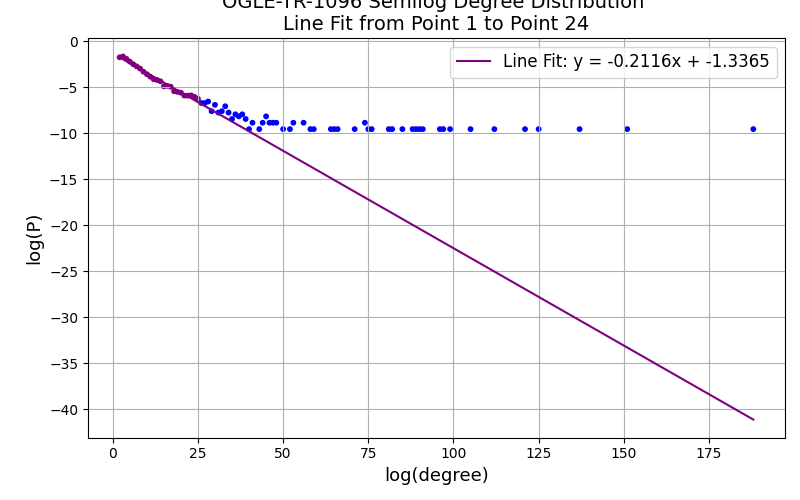 OGLE-TR-1096 Semilog Degree Distribution
Line Fit from Point 1 to Point 24
Line Fit: y = -0.2116x + -1.3365
0
−5
−10
−15
−20
−25
−30
−35
−40
log(P)
0 25 50 75 100 125 150 175
log(degree)